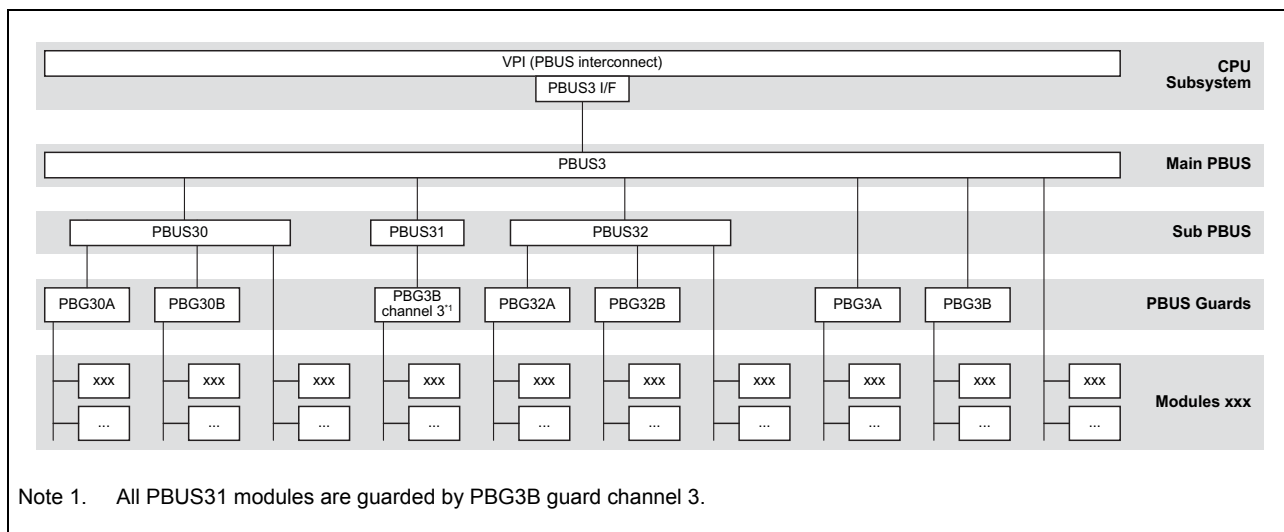 VPI (PBUS interconnect)
CPU
Subsystem
PBUS3 I/F
PBUS3
Main PBUS
PBUS30
PBUS31
PBUS32
Sub PBUS
PBG30A
PBG30B
PBG3B
channel 3*1
PBG32A
PBG32B
PBG3A
PBG3B
PBUS Guards
xxx
xxx
xxx
xxx
xxx
xxx
xxx
xxx
xxx
xxx
Modules xxx
...
...
...
...
...
...
...
...
...
...
Note 1. All PBUS31 modules are guarded by PBG3B guard channel 3.